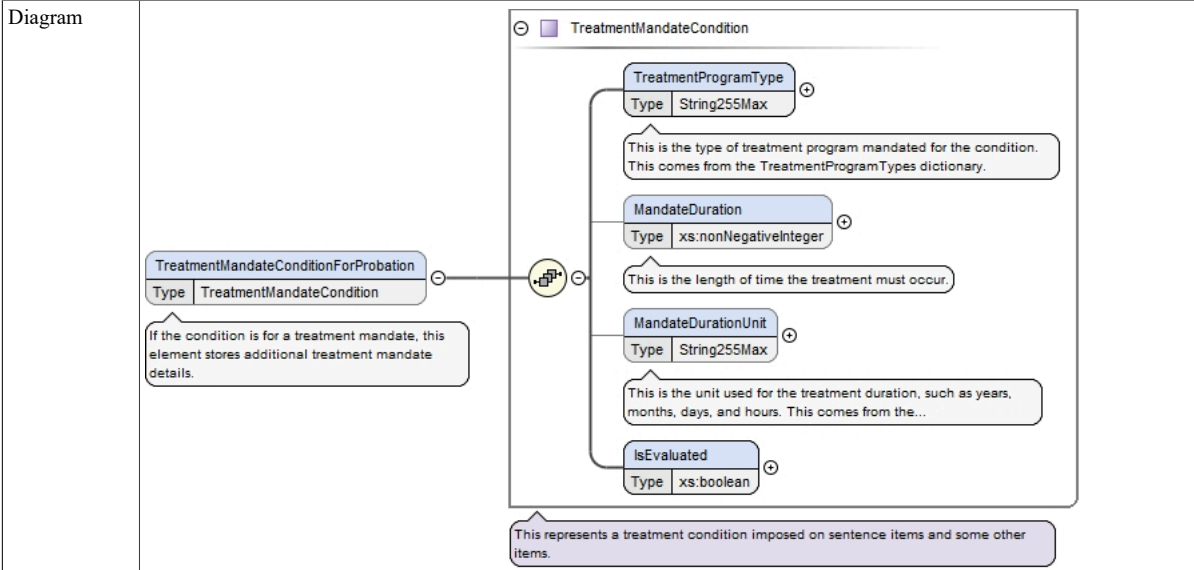 Diagram
TreatmentMandateCondition
TreatmentProgramType
Type String255Max
This is the type of treatment program mandated for the condition.
This comes from the TreatmentProgramTypes dictionary.
MandateDuration
Type xs:nonNegativeInteger
This is the length of time the treatment must occur.
TreatmentMandateConditionForProbation
Type TreatmentMandateCondition
If the condition is for a treatment mandate, this
element stores additional treatment mandate
details.
MandateDurationUnit
Type String255Max
This is the unit used for the treatment duration, such as years,
months, days, and hours. This comes from the...
IsEvaluated
Type xs:boolean
This represents a treatment condition imposed on sentence items and some other
items.